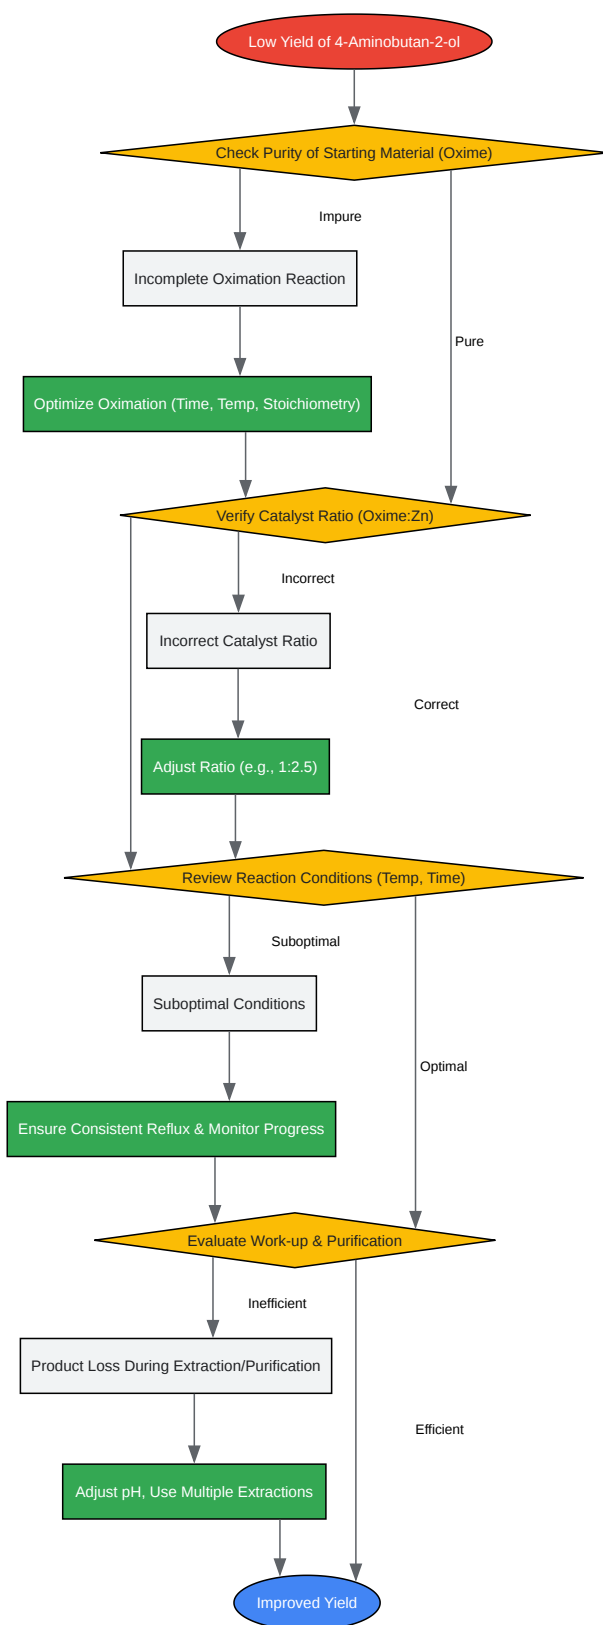 Low Yield of 4-Aminobutan-2-ol
Check Purity of Starting Material (Oxime)
Impure
Incomplete Oximation Reaction
Pure
Optimize Oximation (Time, Temp, Stoichiometry)
Verify Catalyst Ratio (Oxime:Zn)
Incorrect
Incorrect Catalyst Ratio
Correct
Adjust Ratio (e.g., 1:2.5)
Review Reaction Conditions (Temp, Time)
Suboptimal
Suboptimal Conditions
Optimal
Ensure Consistent Reflux & Monitor Progress
Evaluate Work-up & Purification
Inefficient
Product Loss During Extraction/Purification
Efficient
Adjust pH, Use Multiple Extractions
Improved Yield